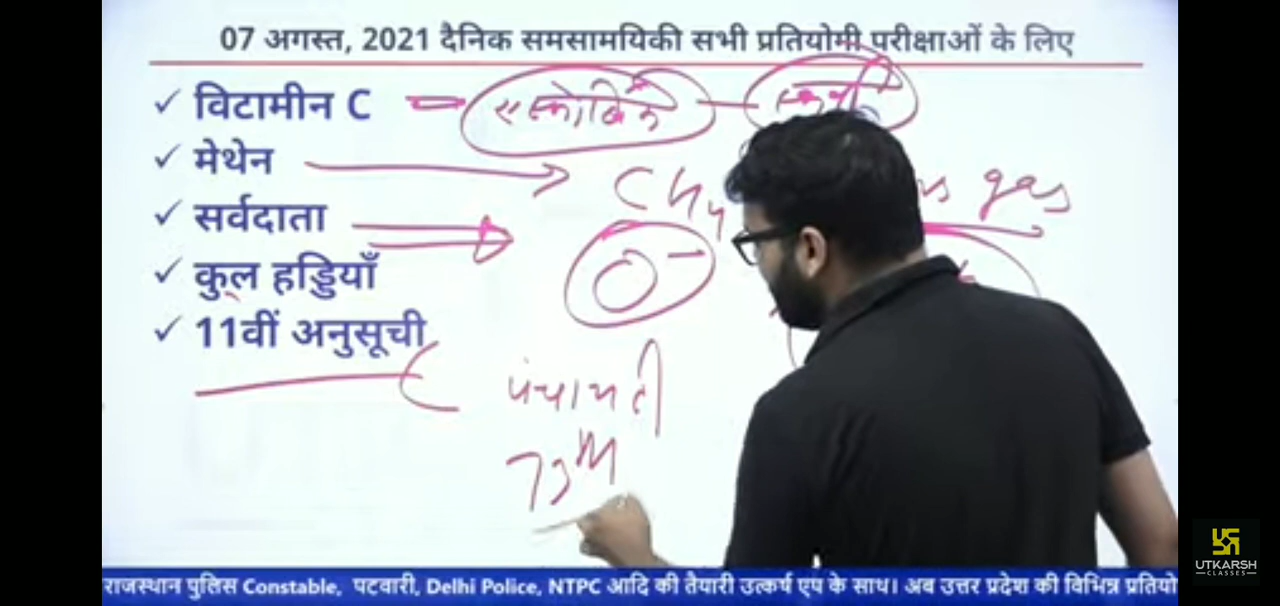 07 अगस्त, 2021 दैनिक समसामयिकी सभी प्रतियोगी परीक्षाओं के लिए
✓ विटामीन C
✓ मेथेन CH4 gas
✓ सर्वदाता O-
✓ कुल हड्डियाँ
✓ 11वीं अनुसूची
पंचायती
73
राजस्थान पुलिस Constable, पटवारी, Delhi Police, NTPC आदि की तैयारी उत्कर्ष एप के साथ। अब उत्तर प्रदेश की विभिन्न प्रतियो
UTKARSH
CLASSES